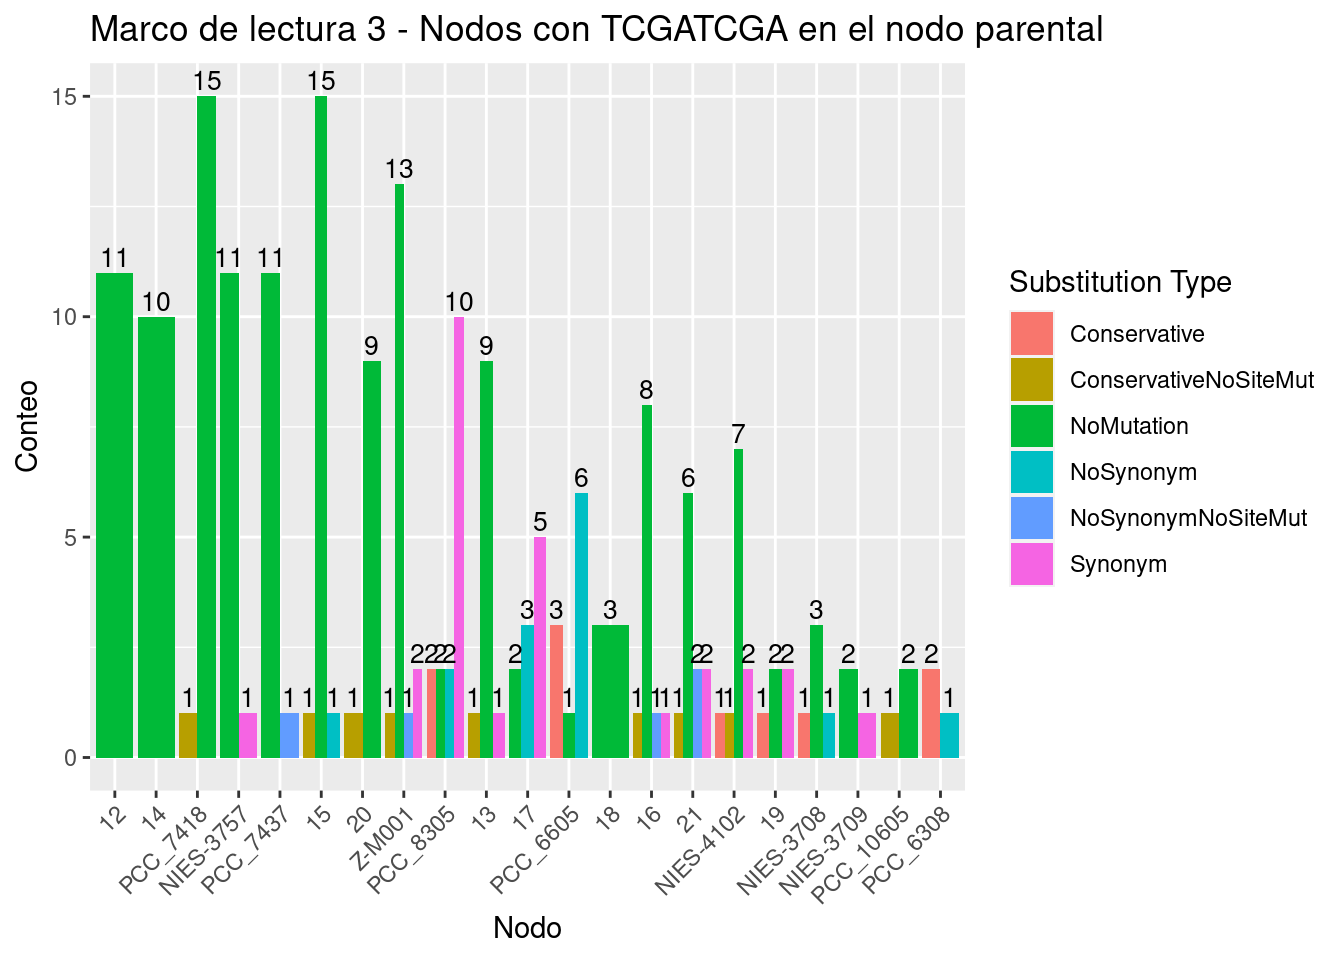 Marco de lectura 3 - Nodos con TCGATCGA en el nodo parental
15
10
5
0
Conteo
11
10
1 15
11 1
11 1
1 15 1
1 9
1 13 1 2
2 2 2 10
1 9 1
2 3 5
3 1 6
3
1 8 1 1
1 6 2 2
1 1 7 2
1 2 2
1 3 1
2 1
1 2
2 1
12
14
PCC_7418
NIES-3757
PCC_7437
15
20
Z-M001
PCC_8305
13
17
PCC_6605
18
16
21
NIES-4102
19
NIES-3708
NIES-3709
PCC_10605
PCC_6308
Nodo
Substitution Type
Conservative
ConservativeNoSiteMut
NoMutation
NoSynonym
NoSynonymNoSiteMut
Synonym